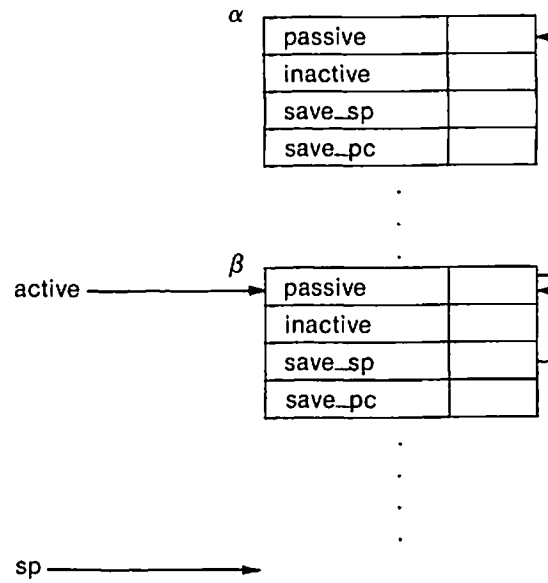 α
passive
inactive
save_sp
save_pc
β
active
passive
inactive
save_sp
save_pc
sp